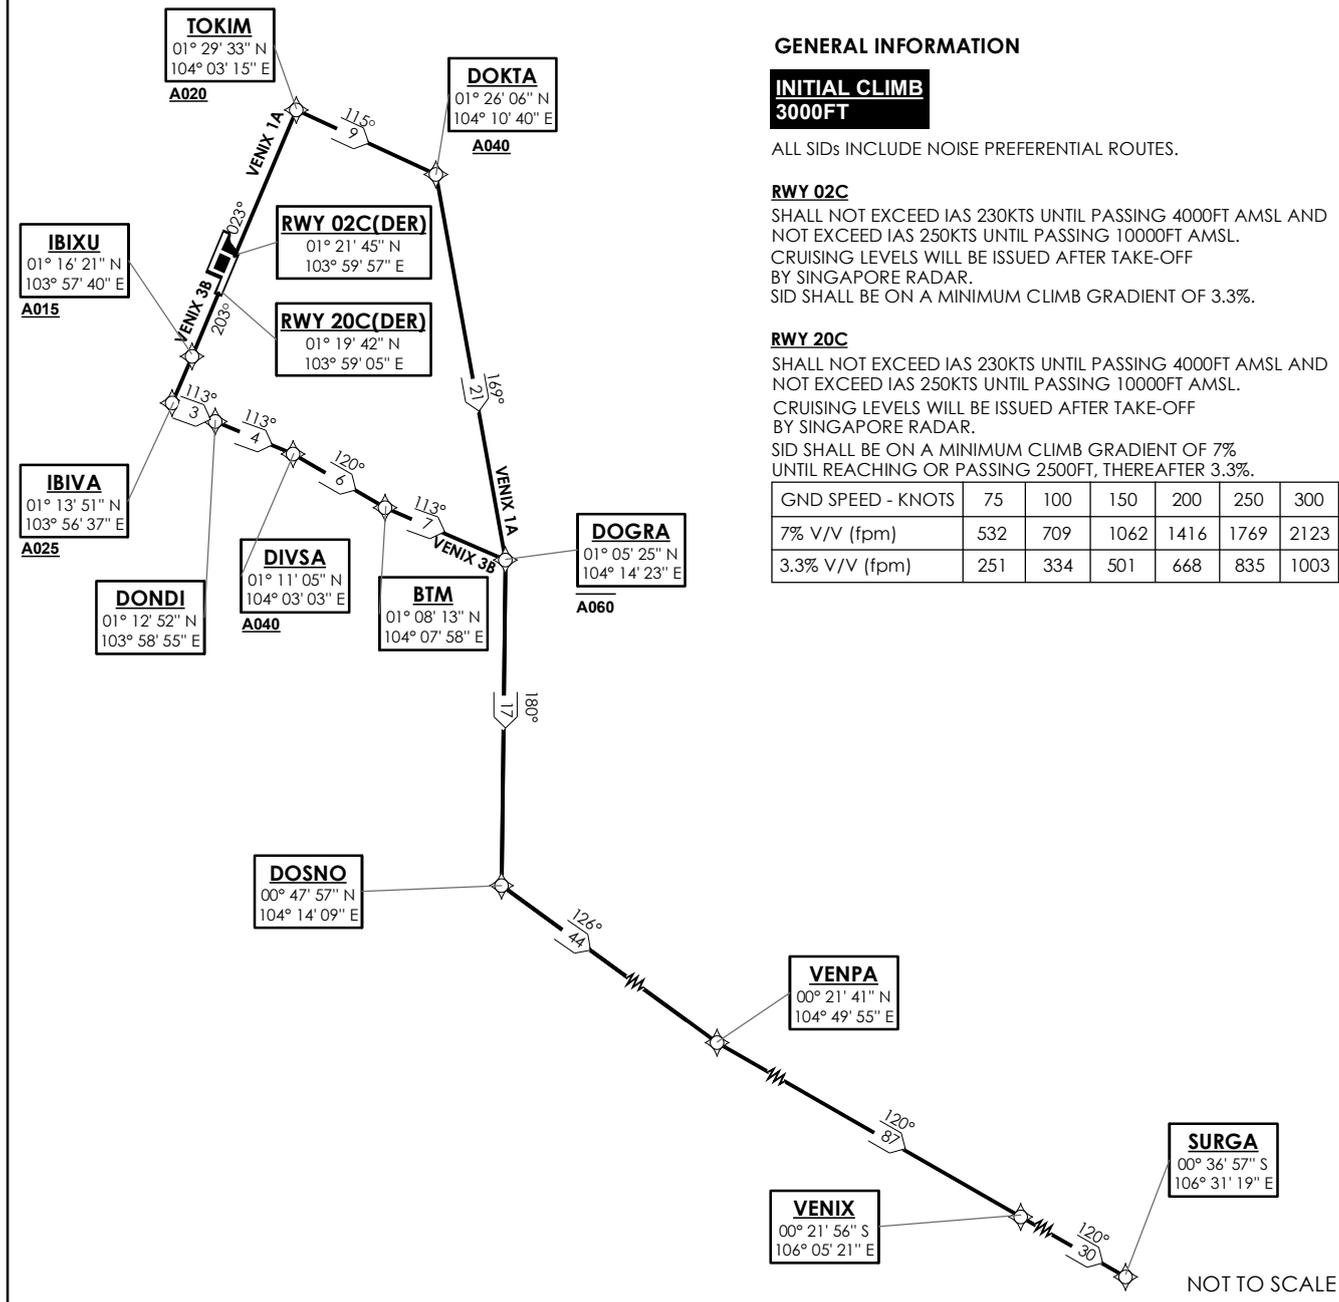 TOKIM
01° 29' 33" N
104° 03' 15" E
A020
DOKTA
01° 26' 06" N
104° 10' 40" E
A040
GENERAL INFORMATION
INITIAL CLIMB
3000FT
ALL SIDs INCLUDE NOISE PREFERENTIAL ROUTES.
RWY 02C
SHALL NOT EXCEED IAS 230KTS UNTIL PASSING 4000FT AMSL AND
NOT EXCEED IAS 250KTS UNTIL PASSING 10000FT AMSL.
CRUISING LEVELS WILL BE ISSUED AFTER TAKE-OFF
BY SINGAPORE RADAR.
SID SHALL BE ON A MINIMUM CLIMB GRADIENT OF 3.3%.
RWY 20C
SHALL NOT EXCEED IAS 230KTS UNTIL PASSING 4000FT AMSL AND
NOT EXCEED IAS 250KTS UNTIL PASSING 10000FT AMSL.
CRUISING LEVELS WILL BE ISSUED AFTER TAKE-OFF
BY SINGAPORE RADAR.
SID SHALL BE ON A MINIMUM CLIMB GRADIENT OF 7%
UNTIL REACHING OR PASSING 2500FT, THEREAFTER 3.3%.
GND SPEED - KNOTS 75 100 150 200 250 300
7% V/V (fpm) 532 709 1062 1416 1769 2123
3.3% V/V (fpm) 251 334 501 668 835 1003
115°
9
VENIX 1A
023°
RWY 02C(DER)
01° 21' 45" N
103° 59' 57" E
IBIXU
01° 16' 21" N
103° 57' 40" E
A015
VENIX 3B
203°
RWY 20C(DER)
01° 19' 42" N
103° 59' 05" E
169°
21
113°
3
113°
4
120°
6
113°
7
VENIX 3B
VENIX 1A
IBIVA
01° 13' 51" N
103° 56' 37" E
A025
DIVSA
01° 11' 05" N
104° 03' 03" E
A040
DOGRA
01° 05' 25" N
104° 14' 23" E
A060
DONDI
01° 12' 52" N
103° 58' 55" E
BTM
01° 08' 13" N
104° 07' 58" E
180°
17
DOSNO
00° 47' 57" N
104° 14' 09" E
126°
44
VENPA
00° 21' 41" N
104° 49' 55" E
120°
87
SURGA
00° 36' 57" S
106° 31' 19" E
VENIX
00° 21' 56" S
106° 05' 21" E
120°
30
NOT TO SCALE